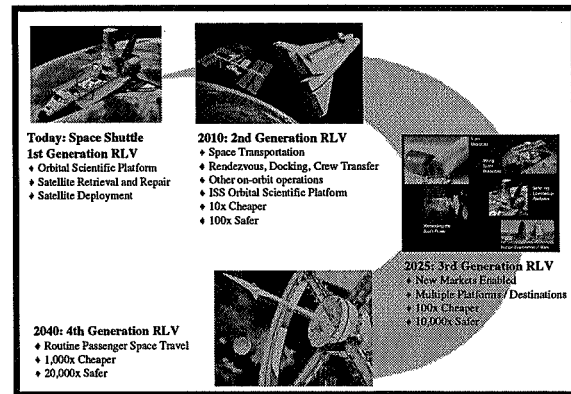 Today: Space Shuttle
1st Generation RLV
♦ Orbital Scientific Platform
♦ Satellite Retrieval and Repair
♦ Satellite Deployment
2010: 2nd Generation RLV
♦ Space Transportation
♦ Rendezvous, Docking, Crew Transfer
♦ Other on-orbit operations
♦ ISS Orbital Scientific Platform
♦ 10x Cheaper
♦ 100x Safer
2025: 3rd Generation RLV
♦ New Markets Enabled
♦ Multiple Platforms / Destinations
♦ 100x Cheaper
♦ 10,000x Safer
2040: 4th Generation RLV
♦ Routine Passenger Space Travel
♦ 1,000x Cheaper
♦ 20,000x Safer